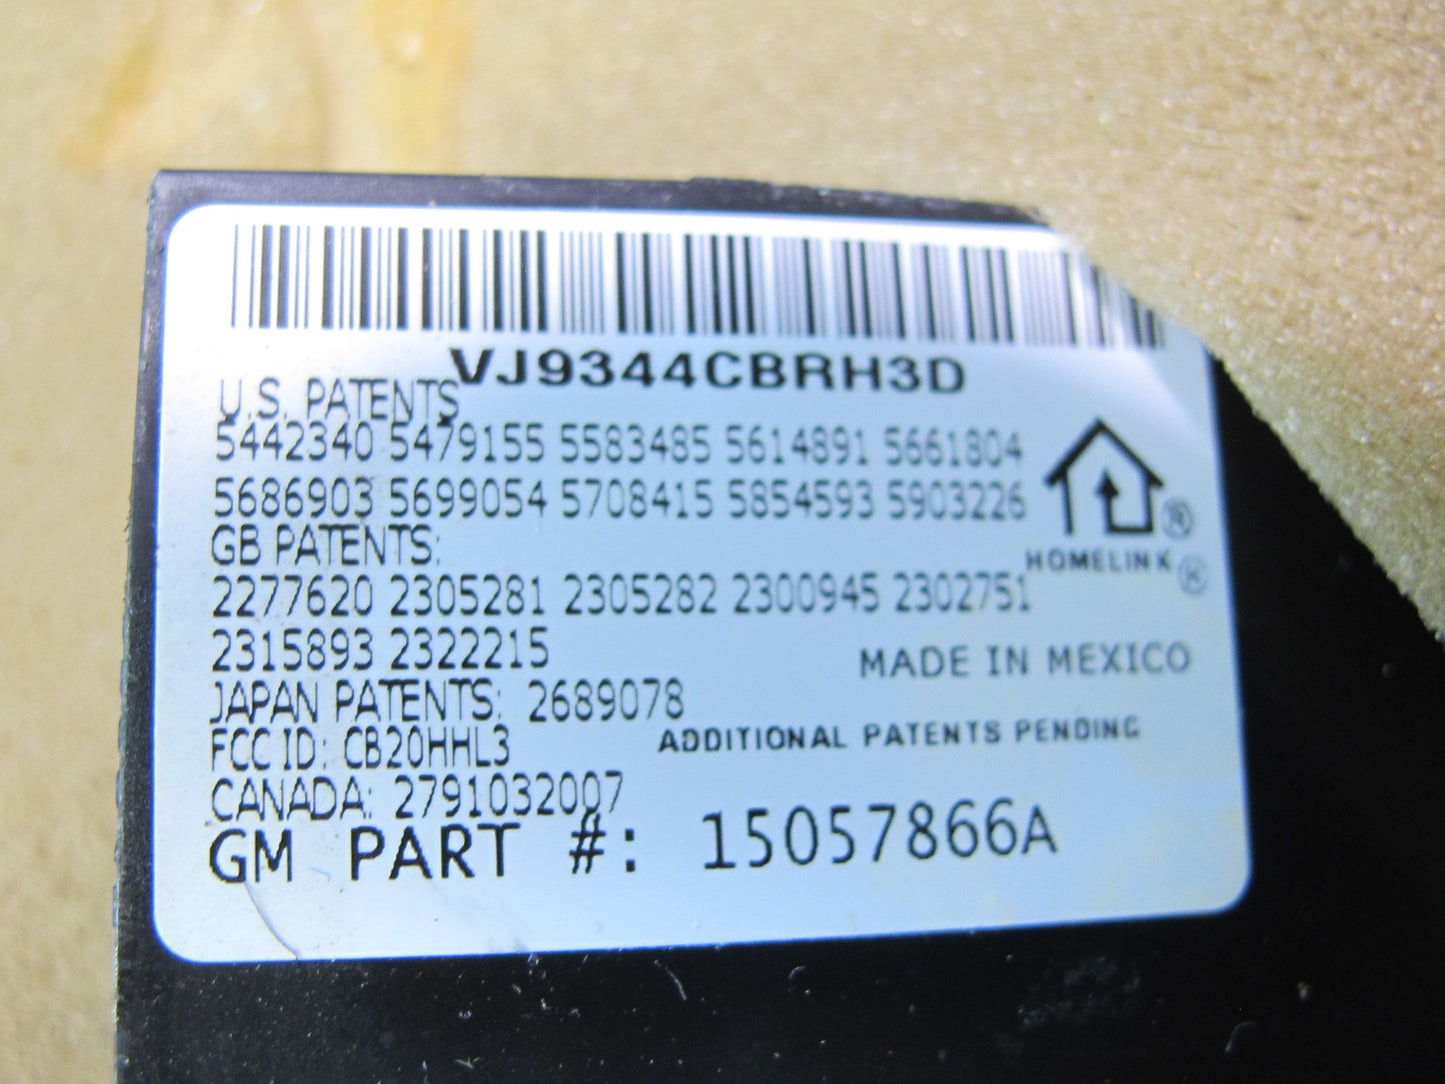 VJ9344CBRH3D
U.S. PATENTS
5442340 5479155 5583485 5614891 5661804
5686903 5699054 5708415 5854593 5903226
GB PATENTS:
2277620 2305281 2305282 2300945 2302751
2315893 2322215
HOMELINK ®
MADE IN MEXICO
JAPAN PATENTS: 2689078
FCC ID: CB20HHL3
ADDITIONAL PATENTS PENDING
CANADA: 2791032007
GM PART #: 15057866A